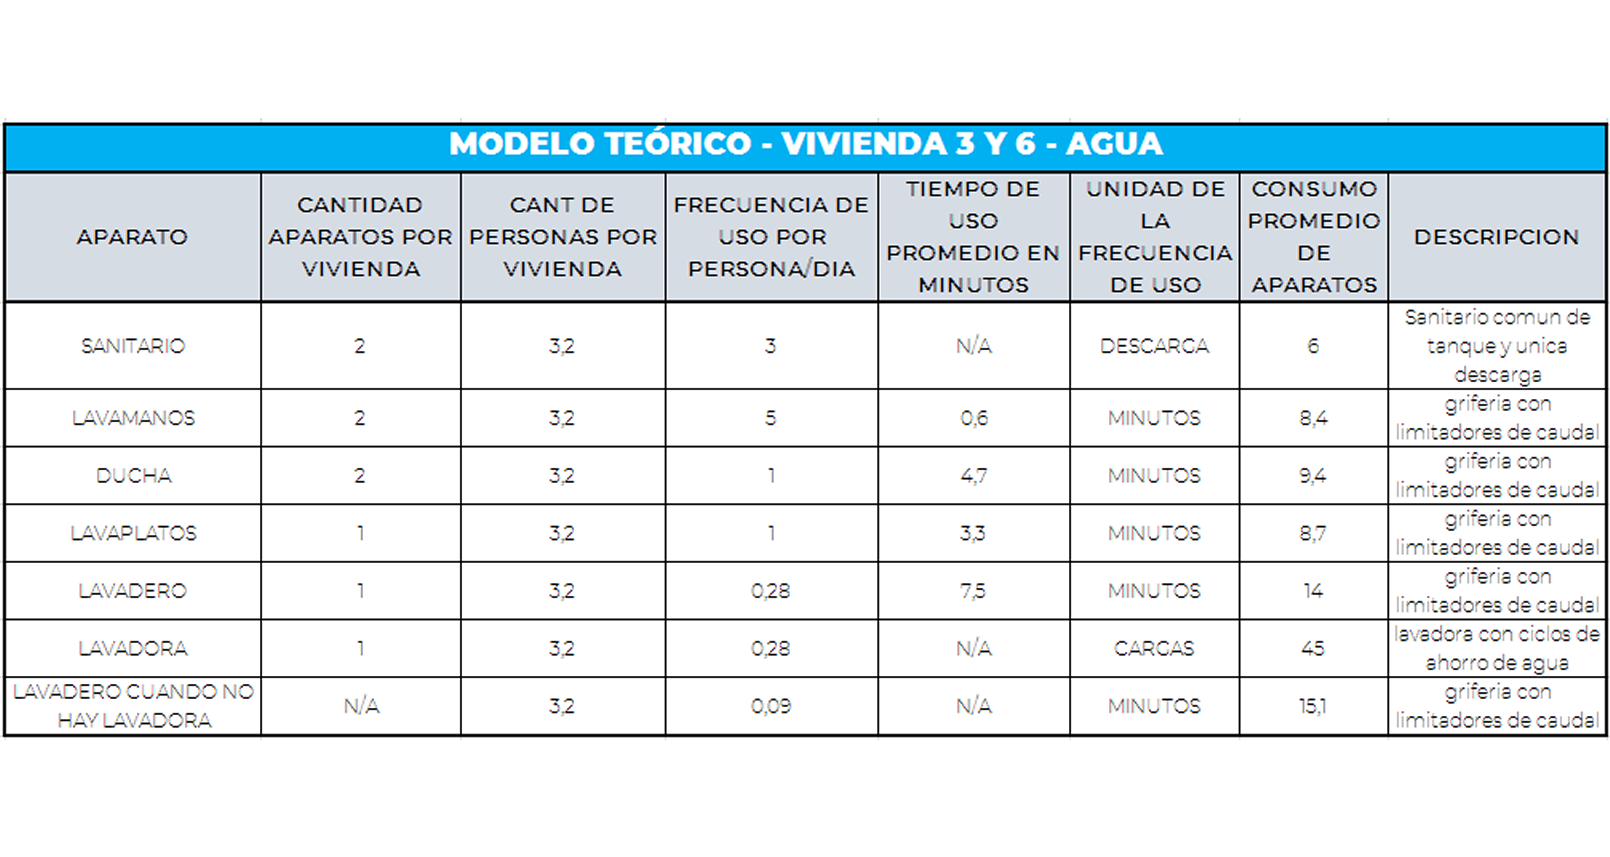 MODELO TEÓRICO - VIVIENDA 3 Y 6 - AGUA
APARATO
CANTIDAD
APARATOS POR
VIVIENDA
CANT DE
PERSONAS POR
VIVIENDA
FRECUENCIA DE
USO POR
PERSONA/DIA
TIEMPO DE
USO
PROMEDIO EN
MINUTOS
UNIDAD DE
LA
FRECUENCIA
DE USO
CONSUMO
PROMEDIO
DE
APARATOS
DESCRIPCION
SANITARIO
2
3,2
3
N/A
DESCARGA
6
Sanitario comun de
tanque y unica
descarga
LAVAMANOS
2
3,2
5
0,6
MINUTOS
8,4
griferia con
limitadores de caudal
DUCHA
2
3,2
1
4,7
MINUTOS
9,4
griferia con
limitadores de caudal
LAVAPLATOS
1
3,2
1
3,3
MINUTOS
8,7
griferia con
limitadores de caudal
LAVADERO
1
3,2
0,28
7,5
MINUTOS
14
griferia con
limitadores de caudal
LAVADORA
1
3,2
0,28
N/A
CARGAS
45
lavadora con ciclos de
ahorro de agua
LAVADERO CUANDO NO
HAY LAVADORA
N/A
3,2
0,09
N/A
MINUTOS
15,1
griferia con
limitadores de caudal